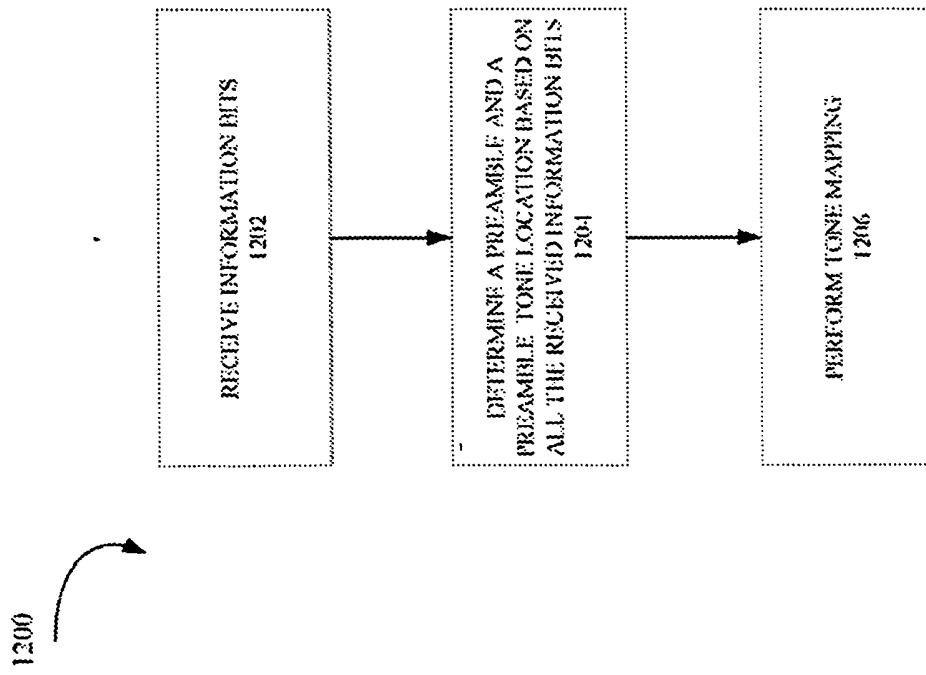 1200
RECEIVE INFORMATION BITS
1202
DETERMINE A PREAMBLE AND A
PREAMBLE TONE LOCATION BASED ON
ALL THE RECEIVED INFORMATION BITS
1204
PERFORM TONE MAPPING
1206